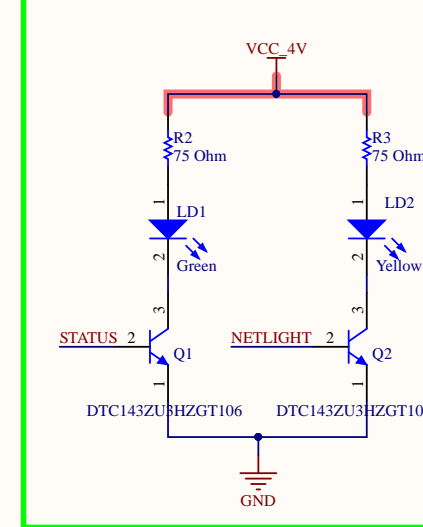 VCC_4V
R2
75 Ohm
R3
75 Ohm
1
LD1
2
Green
1
LD2
2
Yellow
3
STATUS 2
Q1
1
DTC143ZU3HZGT106
3
NETLIGHT 2
Q2
1
DTC143ZU3HZGT10
GND